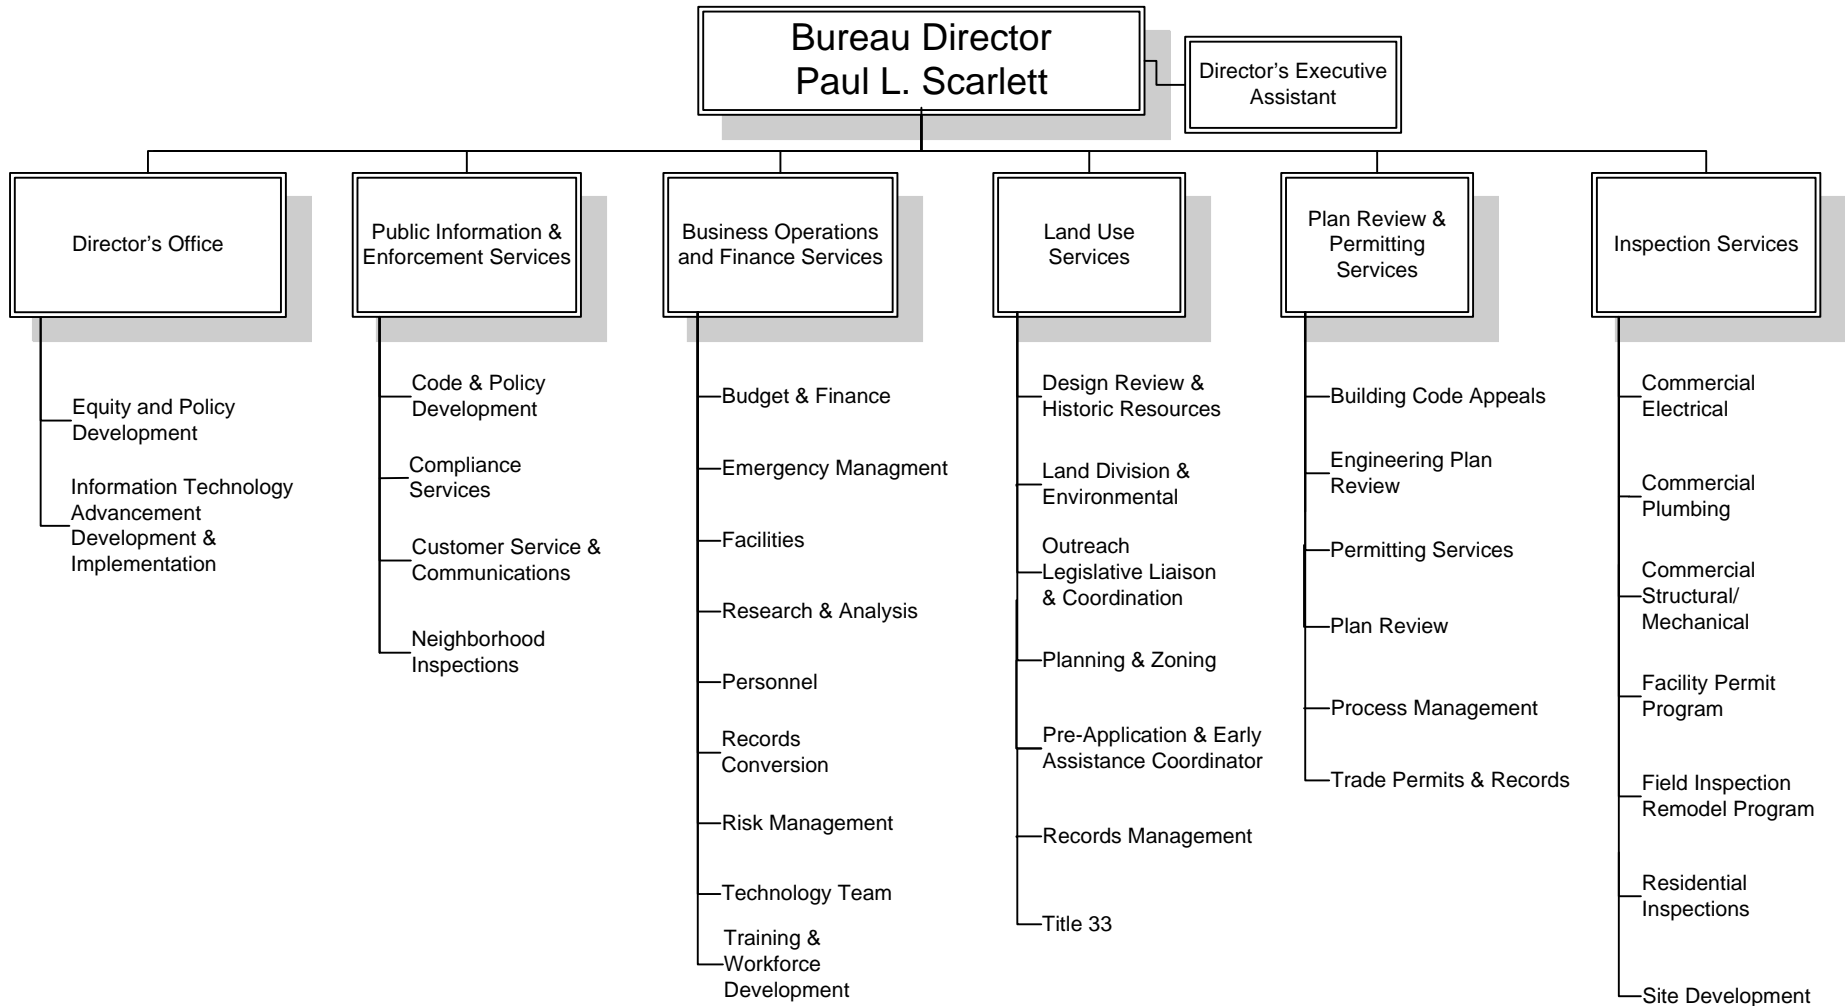 Bureau Director
Paul L. Scarlett
Director's Executive
Assistant
Director's Office
Equity and Policy
Development
Information Technology
Advancement
Development &
Implementation
Public Information &
Enforcement Services
Code & Policy
Development
Compliance
Services
Customer Service &
Communications
Neighborhood
Inspections
Business Operations
and Finance Services
Budget & Finance
Emergency Managment
Facilities
Research & Analysis
Personnel
Records
Conversion
Risk Management
Technology Team
Training &
Workforce
Development
Land Use
Services
Design Review &
Historic Resources
Land Division &
Environmental
Outreach
Legislative Liaison
& Coordination
Planning & Zoning
Pre-Application & Early
Assistance Coordinator
Records Management
Title 33
Plan Review &
Permitting
Services
Building Code Appeals
Engineering Plan
Review
Permitting Services
Plan Review
Process Management
Trade Permits & Records
Inspection Services
Commercial
Electrical
Commercial
Plumbing
Commercial
Structural/
Mechanical
Facility Permit
Program
Field Inspection
Remodel Program
Residential
Inspections
Site Development